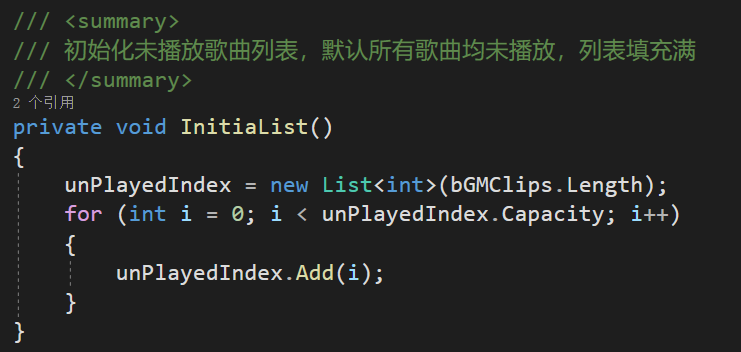 /// <summary>
/// 初始化未播放歌曲列表，默认所有歌曲均未播放，列表填充满
/// </summary>
2 个引用
private void InitiaList()
{
    unPlayedIndex = new List<int>(bGMClips.Length);
    for (int i = 0; i < unPlayedIndex.Capacity; i++)
    {
        unPlayedIndex.Add(i);
    }
}